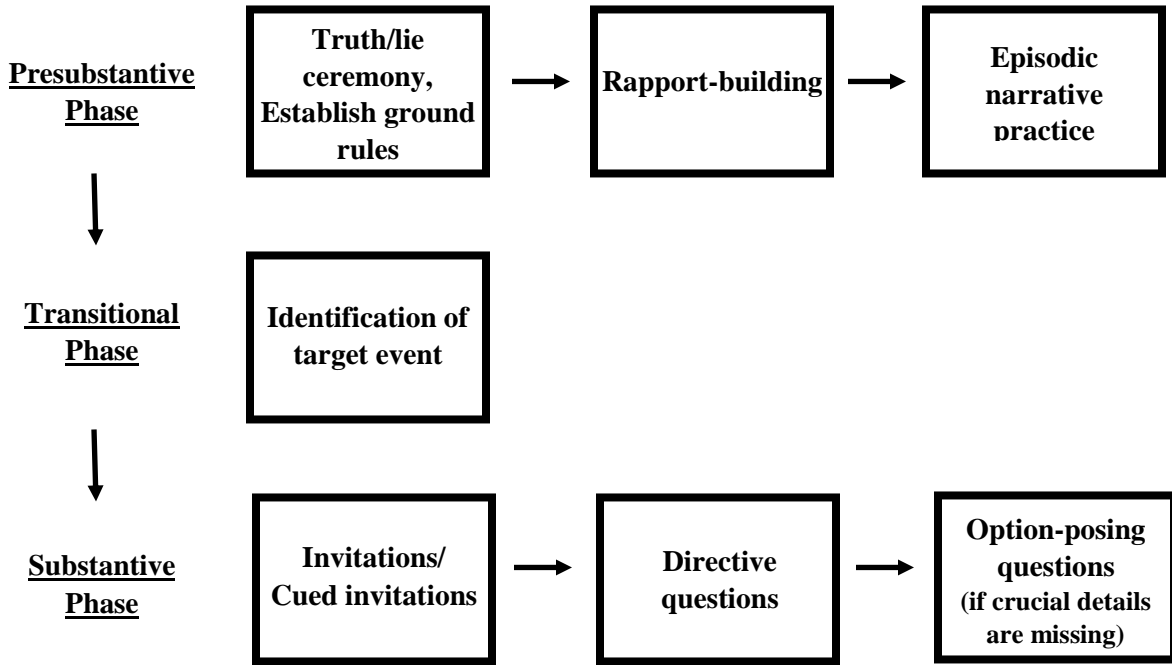 Presubstantive
Phase
Truth/lie
ceremony,
Establish ground
rules
Rapport-building
Episodic
narrative
practice
Transitional
Phase
Identification of
target event
Substantive
Phase
Invitations/
Cued invitations
Directive
questions
Option-posing
questions
(if crucial details
are missing)